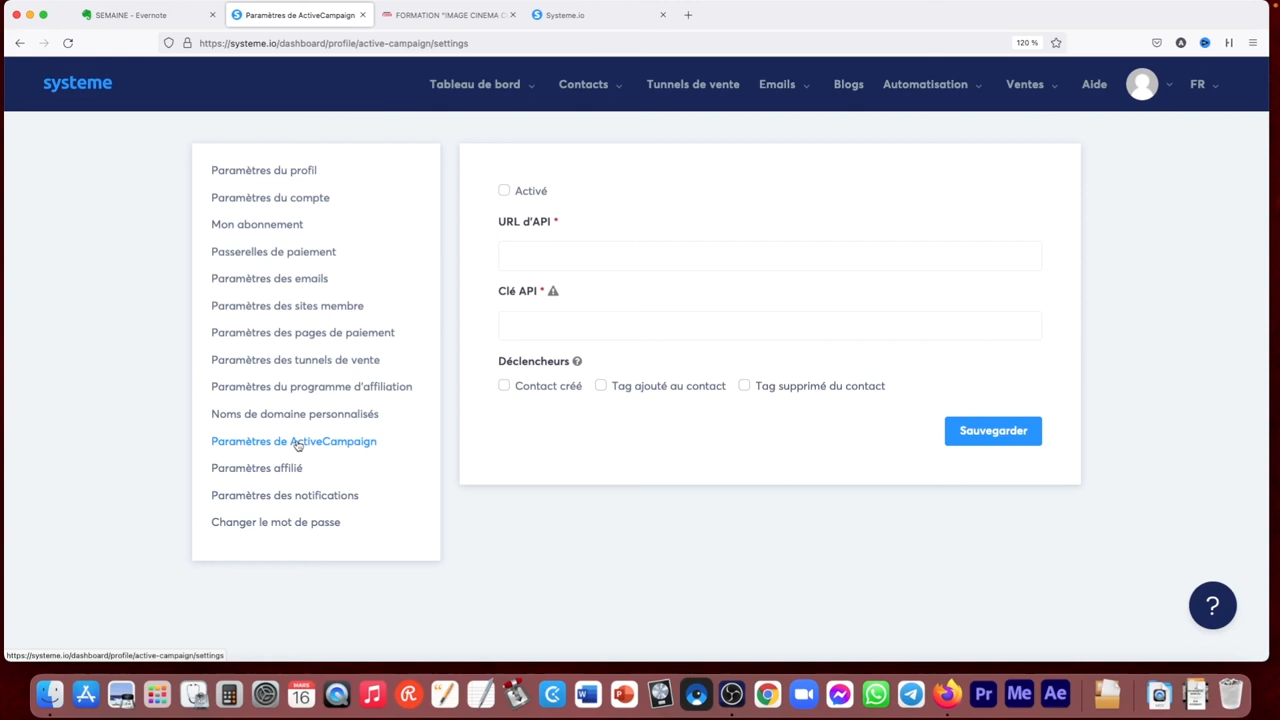 SEMAINE - Evernote
Paramètres de ActiveCampaign
FORMATION "IMAGE CINEMA C
Systeme.io
https://systeme.io/dashboard/profile/active-campaign/settings
120 %
systeme
Tableau de bord
Contacts
Tunnels de vente
Emails
Blogs
Automatisation
Ventes
Aide
FR
Paramètres du profil
Paramètres du compte
Mon abonnement
Passerelles de paiement
Paramètres des emails
Paramètres des sites membre
Paramètres des pages de paiement
Paramètres des tunnels de vente
Paramètres du programme d'affiliation
Noms de domaine personnalisés
Paramètres de ActiveCampaign
Paramètres affilié
Paramètres des notifications
Changer le mot de passe
Activé
URL d'API *
Clé API *
Déclencheurs ?
Contact créé
Tag ajouté au contact
Tag supprimé du contact
Sauvegarder
?
https://systeme.io/dashboard/profile/active-campaign/settings
MARS
16
W
P
Pr
Me
Ae